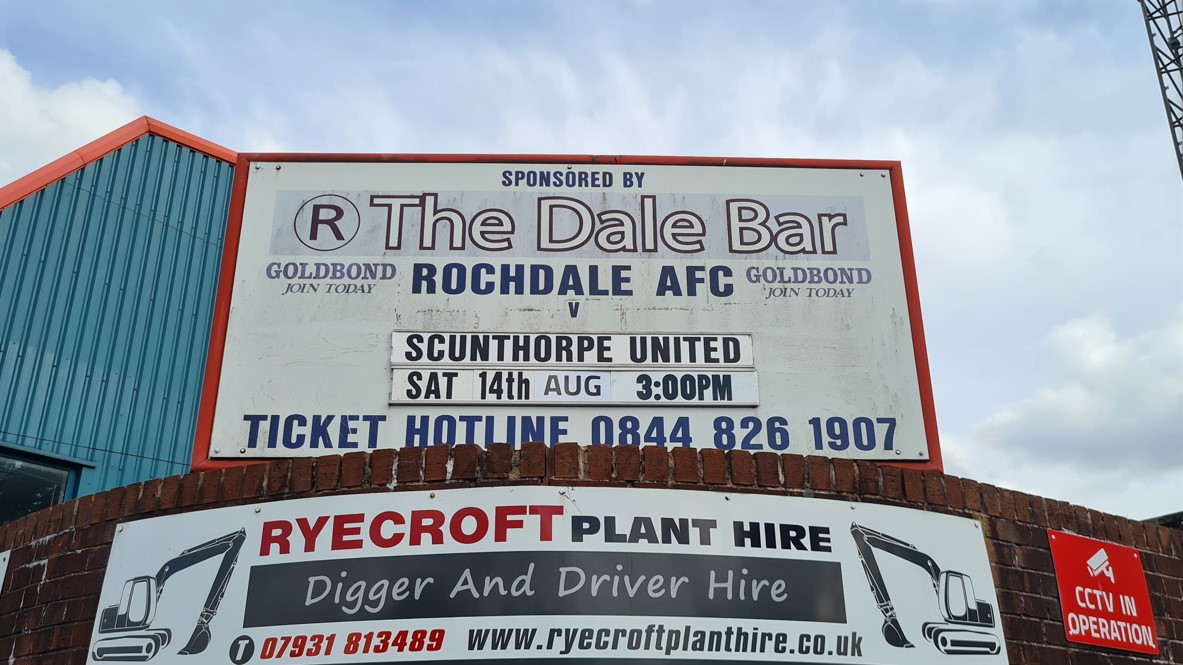 SPONSORED BY
R The Dale Bar
GOLDBOND ROCHDALE AFC GOLDBOND
JOIN TODAY V JOIN TODAY
SCUNTHORPE UNITED
SAT 14th AUG 3:00PM
TICKET HOTLINE 0844 826 1907
RYECROFT PLANT HIRE
Digger And Driver Hire
T 07931 813489 www.ryecroftplanthire.co.uk
CCTV IN
OPERATION